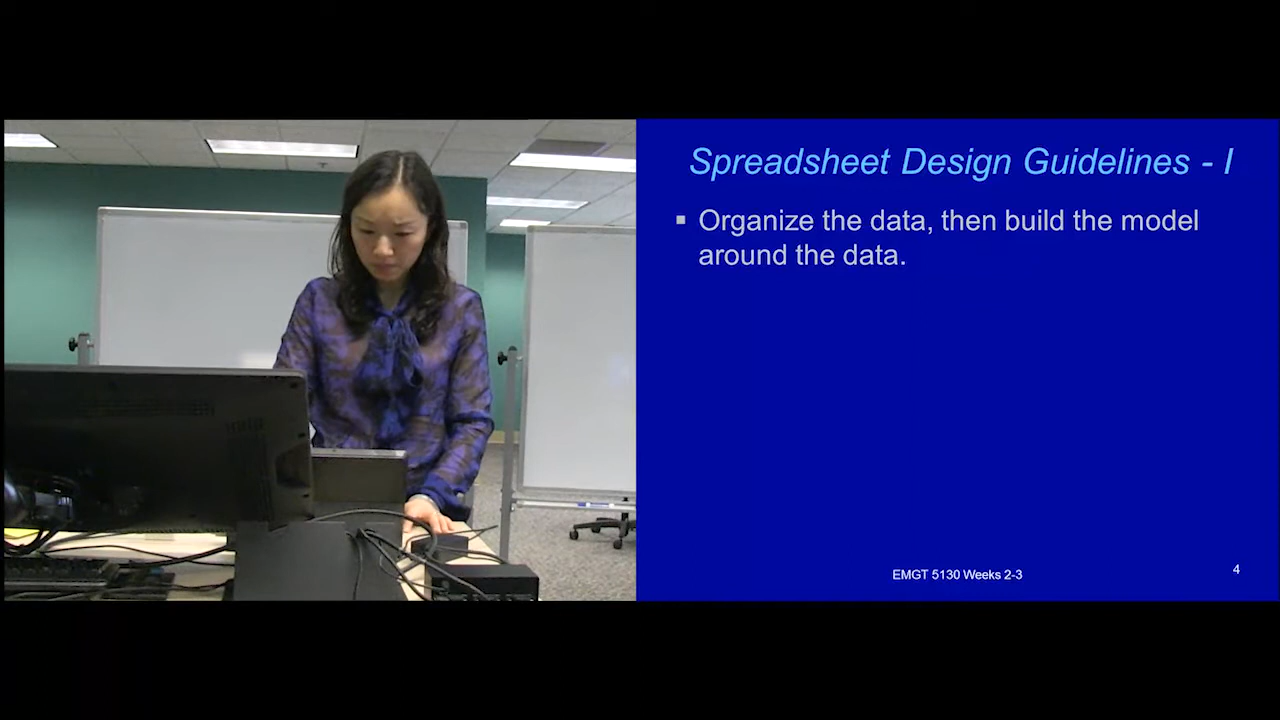 Spreadsheet Design Guidelines - I
▪ Organize the data, then build the model
around the data.
EMGT 5130 Weeks 2-3
4